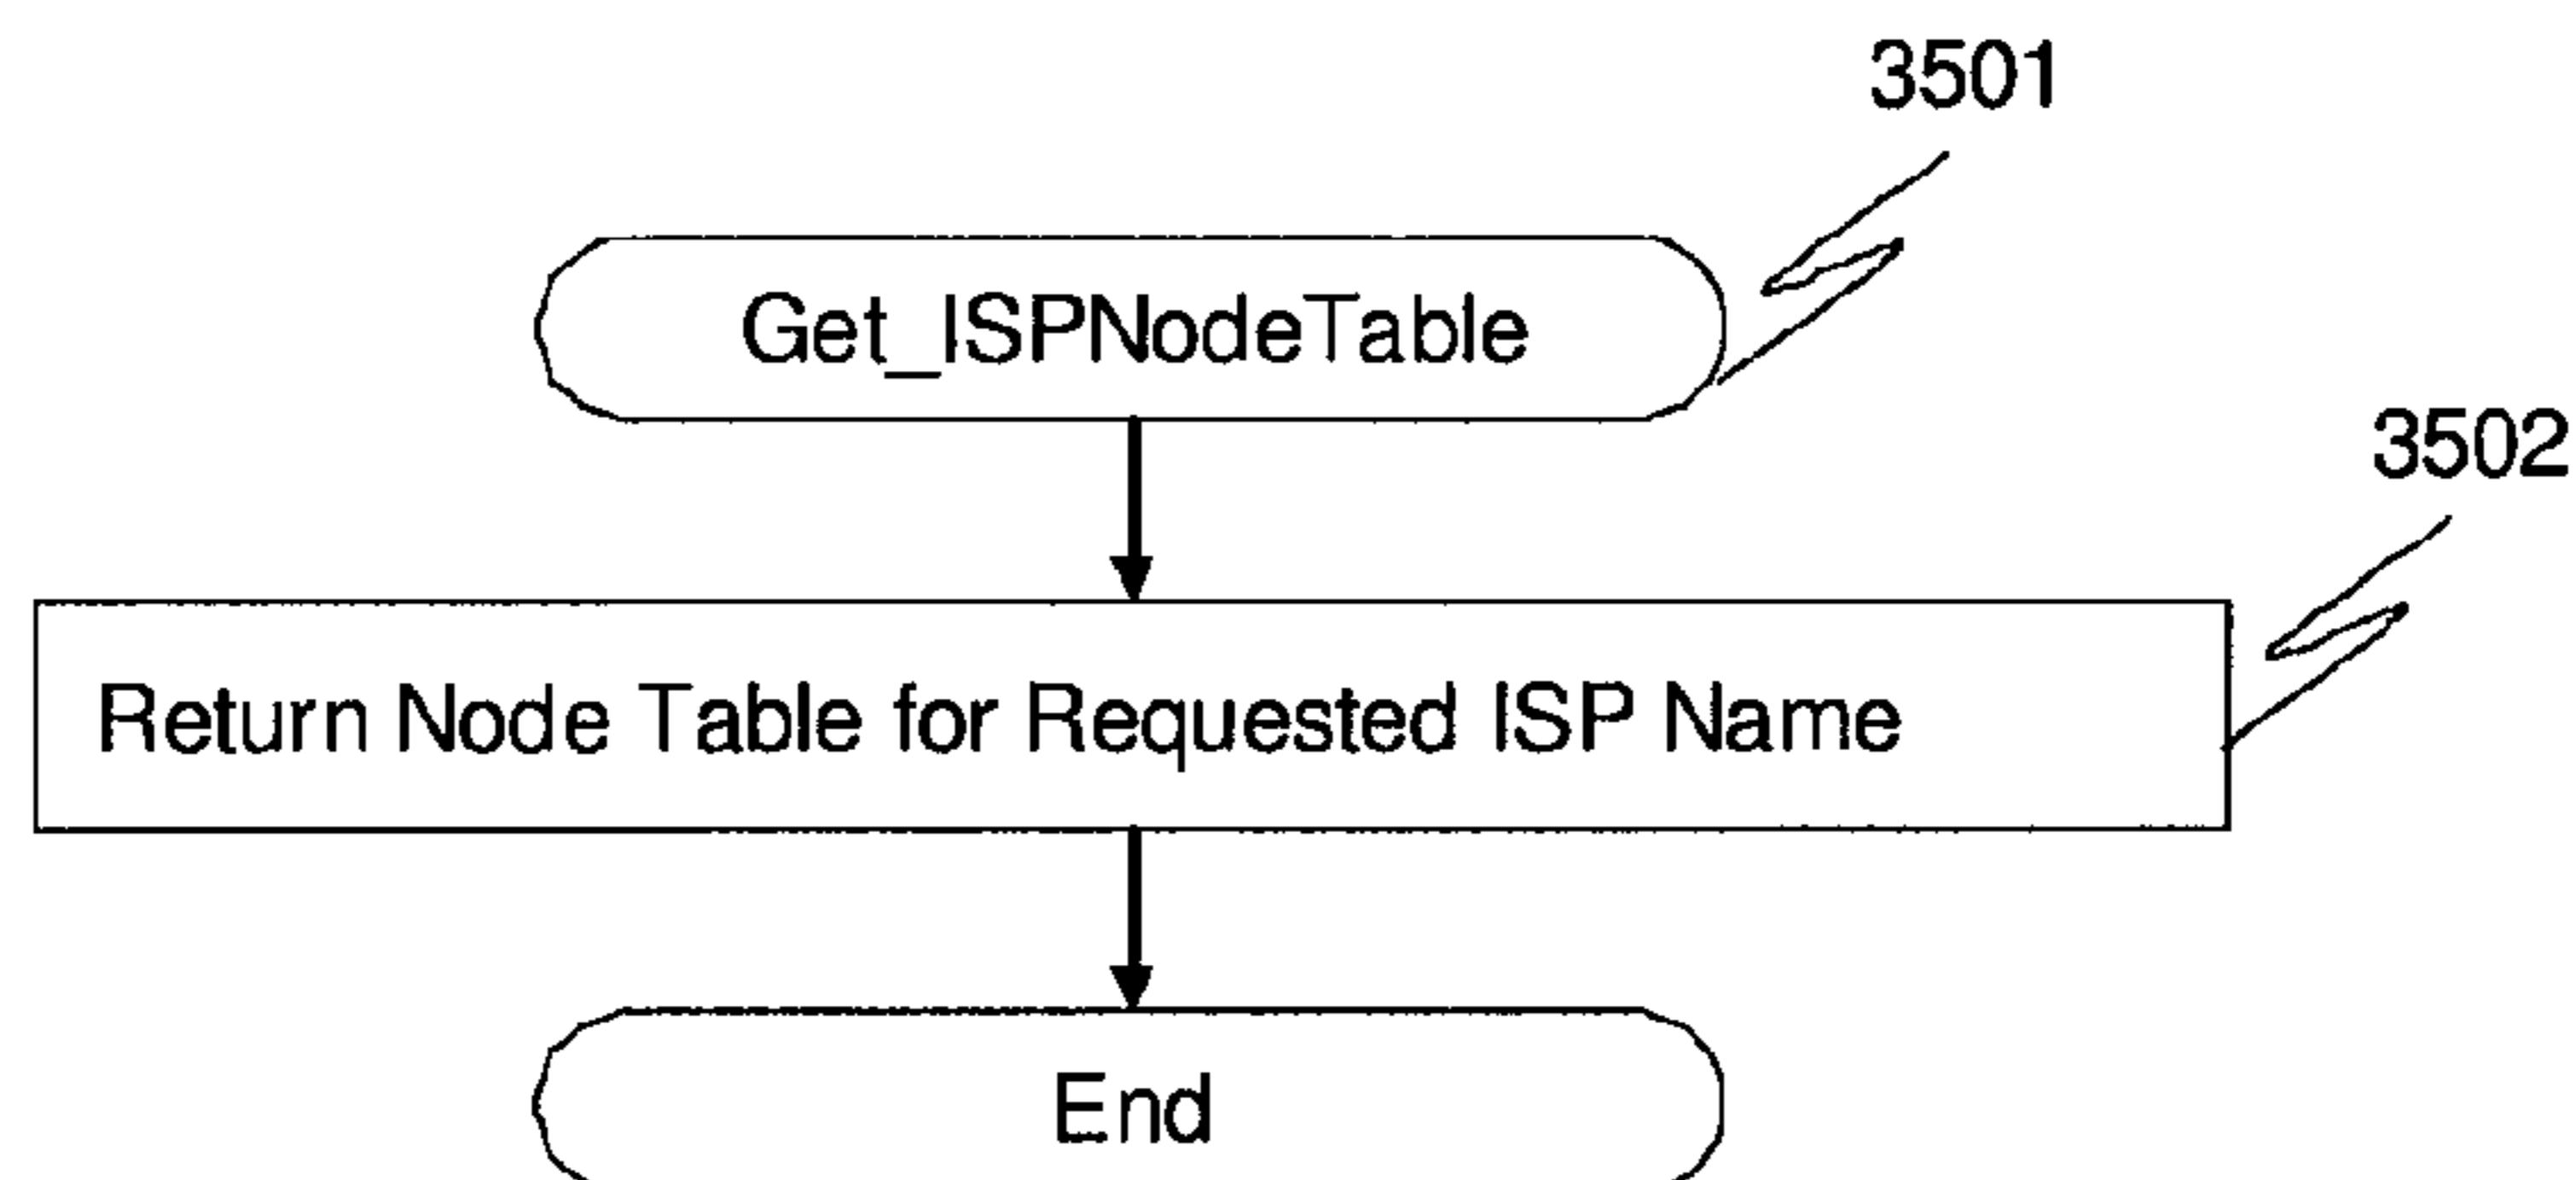 3501
Get_ISPNodeTable
3502
Return Node Table for Requested ISP Name
End